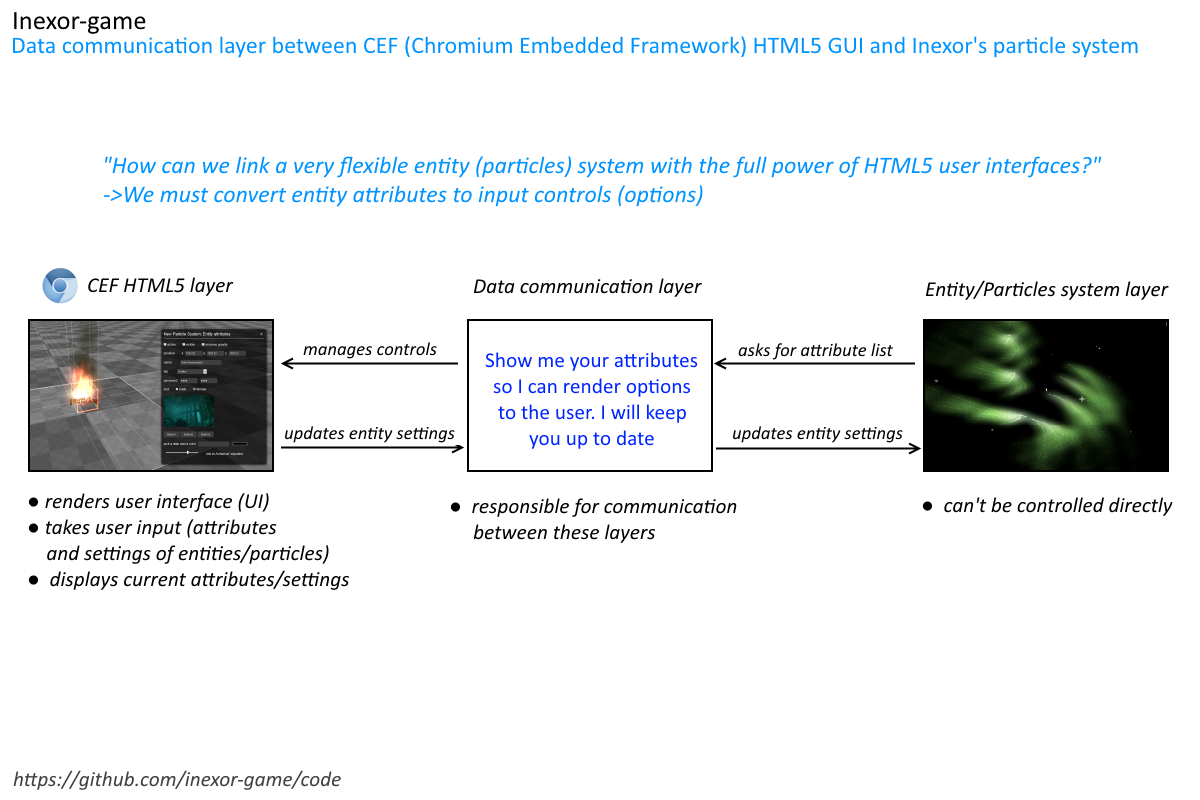 Inexor-game
Data communication layer between CEF (Chromium Embedded Framework) HTML5 GUI and Inexor's particle system
"How can we link a very flexible entity (particles) system with the full power of HTML5 user interfaces?"
->We must convert entity attributes to input controls (options)
CEF HTML5 layer
Data communication layer
Entity/Particles system layer
New Particle System: Entity attributes
manages controls
updates entity settings
Show me your attributes
so I can render options
to the user. I will keep
you up to date
asks for attribute list
updates entity settings
● renders user interface (UI)
● takes user input (attributes
and settings of entities/particles)
● displays current attributes/settings
● responsible for communication
between these layers
● can't be controlled directly
https://github.com/inexor-game/code